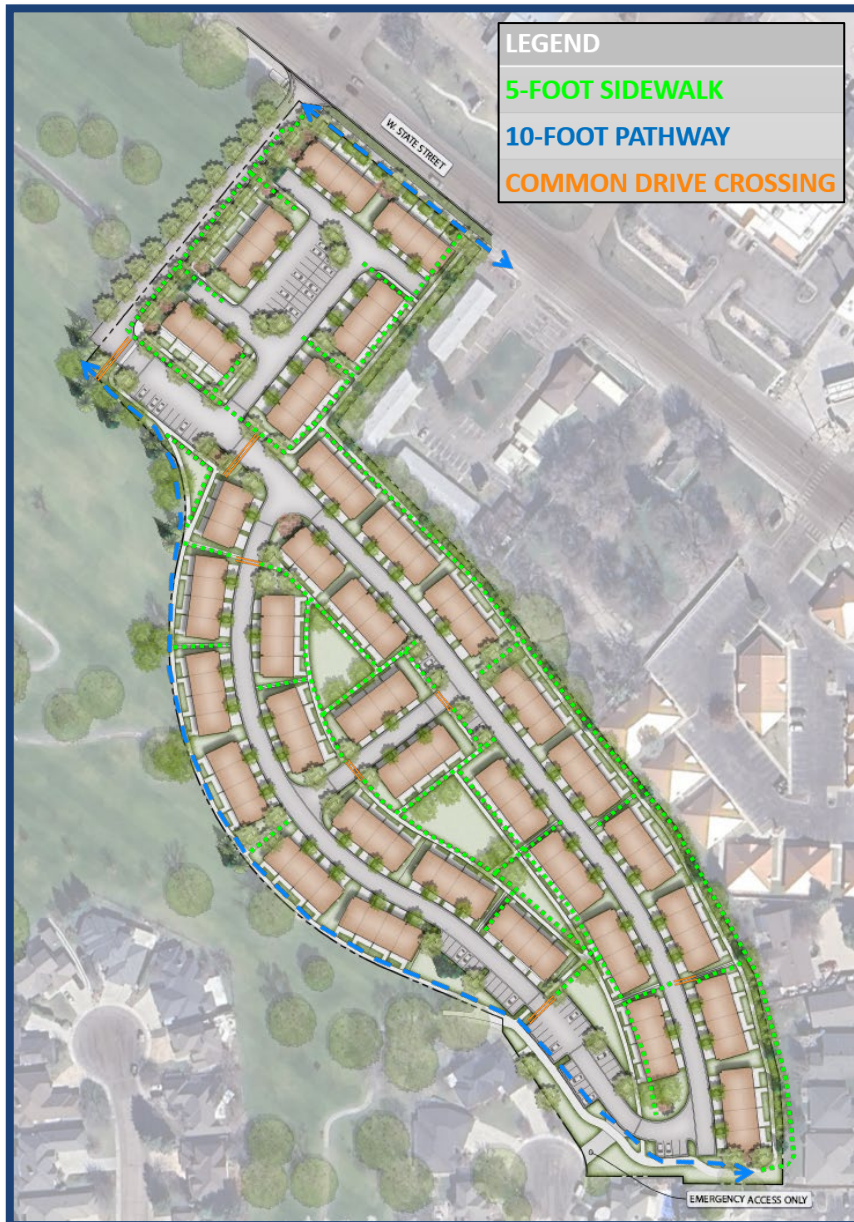 LEGEND
5-FOOT SIDEWALK
10-FOOT PATHWAY
COMMON DRIVE CROSSING
W. STATE STREET
EMERGENCY ACCESS ONLY